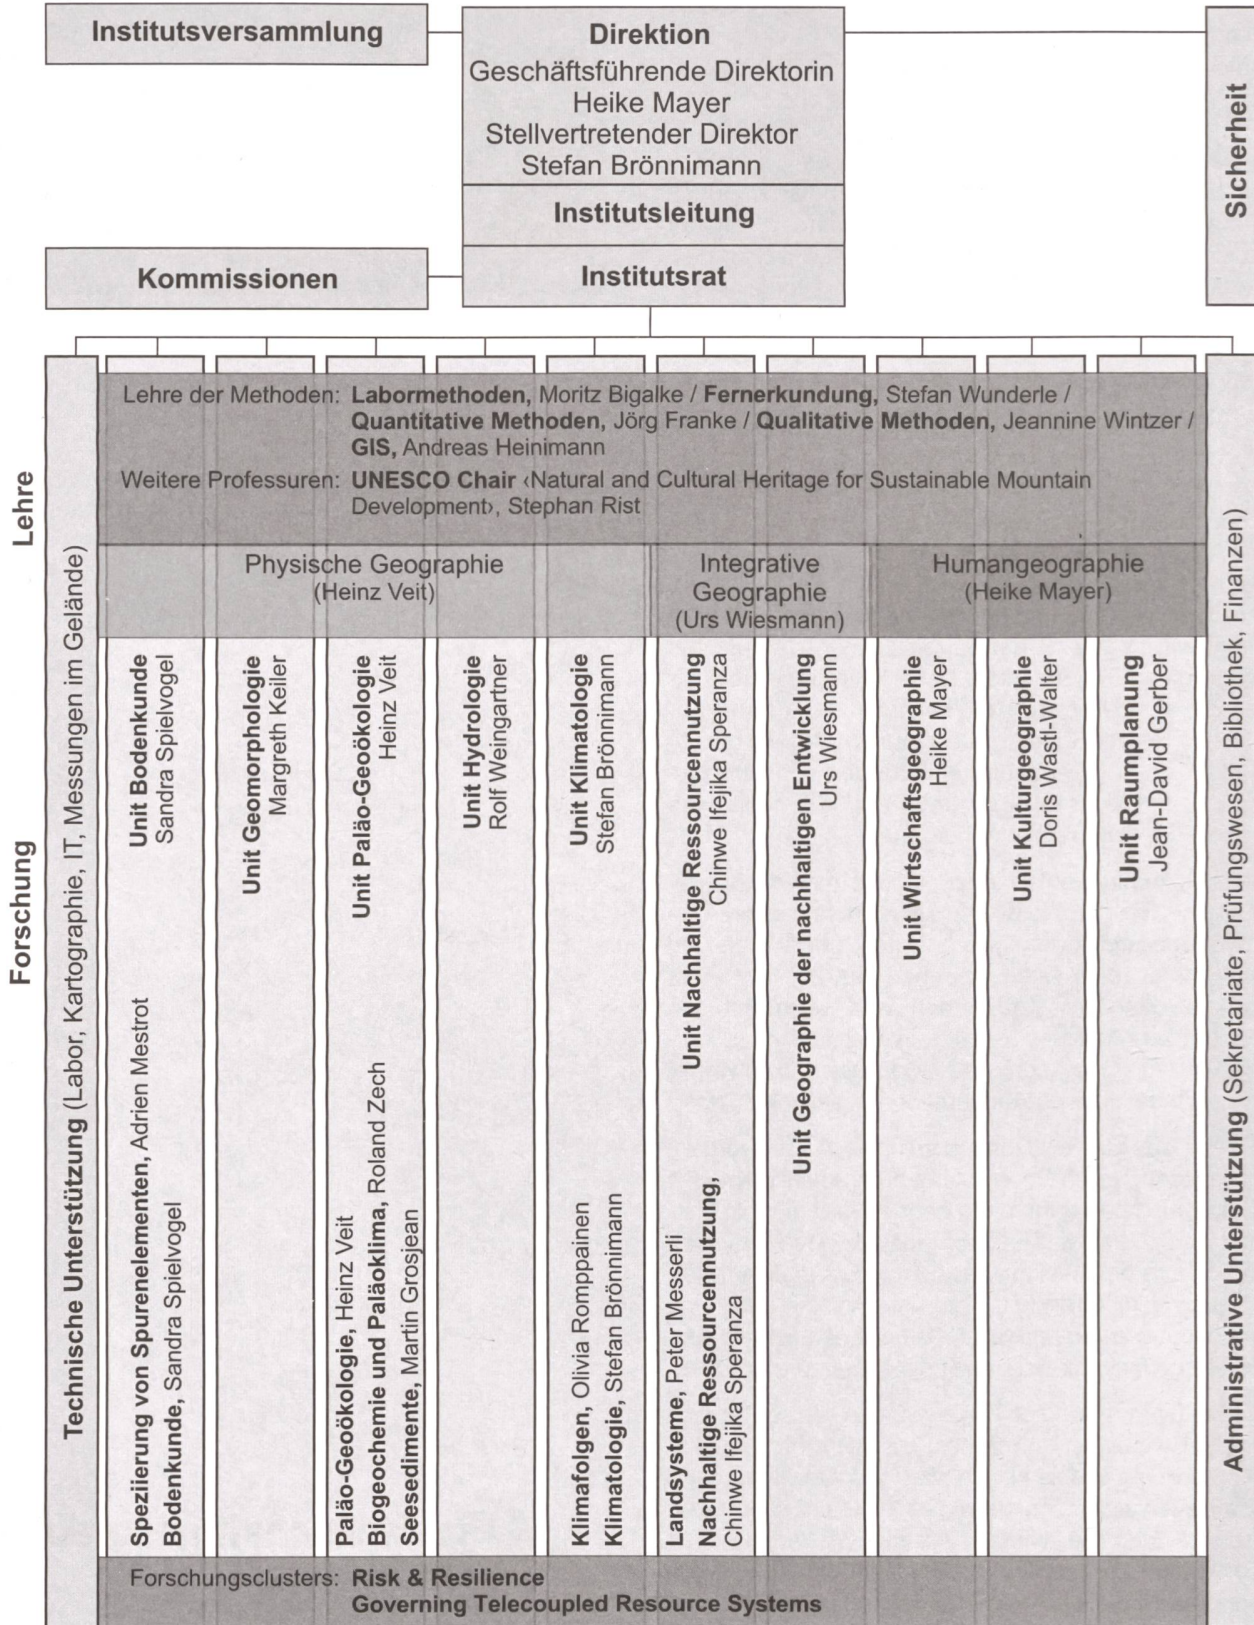 Institutsversammlung
Direktion
Geschäftsführende Direktorin
Heike Mayer
Stellvertretender Direktor
Stefan Brönnimann
Institutsleitung
Institutsrat
Kommissionen
Sicherheit
Lehre
Forschung
Technische Unterstützung (Labor, Kartographie, IT, Messungen im Gelände)
Lehre der Methoden: Labormethoden, Moritz Bigalke / Fernerkundung, Stefan Wunderle /
Quantitative Methoden, Jörg Franke / Qualitative Methoden, Jeannine Wintzer /
GIS, Andreas Heinimann
Weitere Professuren: UNESCO Chair ‹Natural and Cultural Heritage for Sustainable Mountain
Development›, Stephan Rist
Physische Geographie
(Heinz Veit)
Integrative
Geographie
(Urs Wiesmann)
Humangeographie
(Heike Mayer)
Unit Bodenkunde
Sandra Spielvogel
Unit Geomorphologie
Margreth Keiler
Unit Paläo-Geoökologie
Heinz Veit
Unit Hydrologie
Rolf Weingartner
Unit Klimatologie
Stefan Brönnimann
Unit Nachhaltige Ressourcennutzung
Chinwe Ifejika Speranza
Unit Geographie der nachhaltigen Entwicklung
Urs Wiesmann
Unit Wirtschaftsgeographie
Heike Mayer
Unit Kulturgeographie
Doris Wastl-Walter
Unit Raumplanung
Jean-David Gerber
Speziierung von Spurenelementen, Adrien Mestrot
Bodenkunde, Sandra Spielvogel
Paläo-Geoökologie, Heinz Veit
Biogeochemie und Paläoklima, Roland Zech
Seesedimente, Martin Grosjean
Klimafolgen, Olivia Romppainen
Klimatologie, Stefan Brönnimann
Landsysteme, Peter Messerli
Nachhaltige Ressourcennutzung,
Chinwe Ifejika Speranza
Administrative Unterstützung (Sekretariate, Prüfungswesen, Bibliothek, Finanzen)
Forschungsclusters: Risk & Resilience
Governing Telecoupled Resource Systems